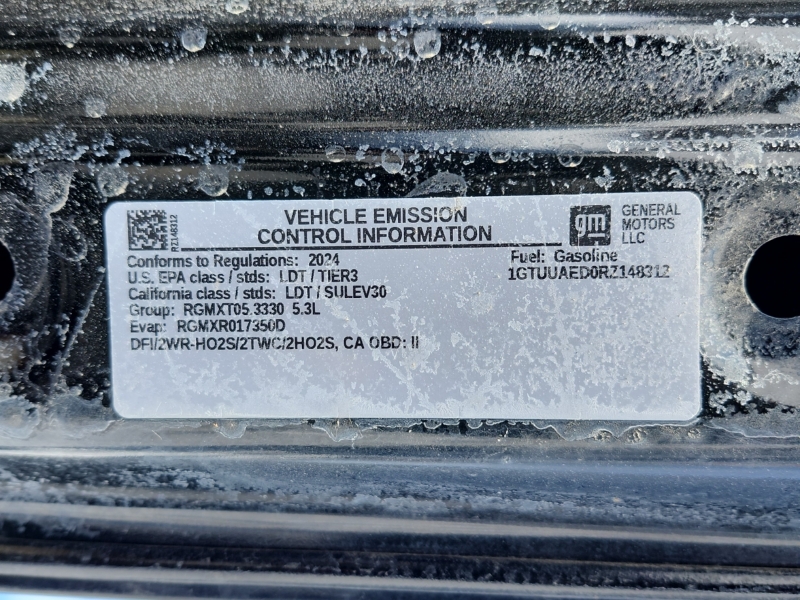 RZ148312
VEHICLE EMISSION
CONTROL INFORMATION
gm
GENERAL
MOTORS
LLC
Conforms to Regulations: 2024
Fuel: Gasoline
U.S. EPA class / stds: LDT / TIER3
1GTUUAED0RZ148312
California class / stds: LDT / SULEV30
Group: RGMXT05.3330 5.3L
Evap: RGMXR017350D
DFI/2WR-HO2S/2TWC/2HO2S, CA OBD: II